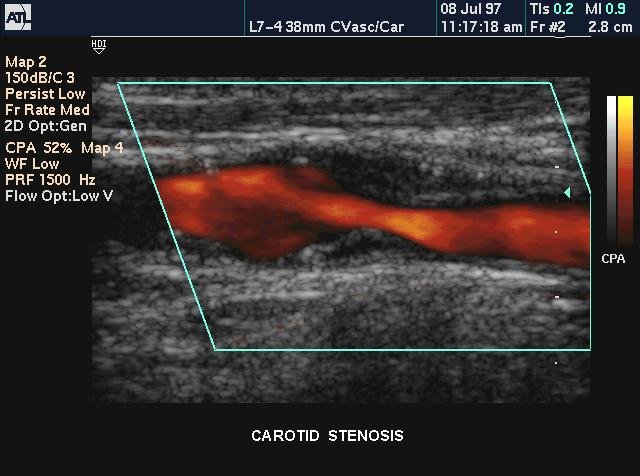 ATL
L7-4 38mm CVasc/Car
08 Jul 97
11:17:18 am
TIs 0.2 MI 0.9
Fr #2 2.8 cm
HDI
Map 2
150dB/C 3
Persist Low
Fr Rate Med
2D Opt:Gen
CPA 52% Map 4
WF Low
PRF 1500 Hz
Flow Opt:Low V
CPA
CAROTID STENOSIS